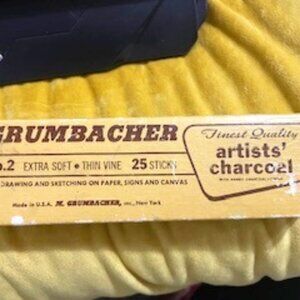 GRUMBACHER
o.2 EXTRA SOFT • THIN VINE 25 STICKS
DRAWING AND SKETCHING ON PAPER, SIGNS AND CANVAS
Made in U.S.A. M. GRUMBACHER, INC., New York
Finest Quality
artists'
charcoal